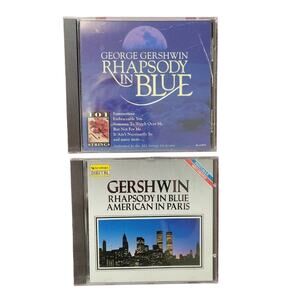 GEORGE GERSHWIN
RHAPSODY
IN BLUE
Summertime
Embraceable You
Someone To Watch Over Me
But Not For Me
It Ain't Necessarily So
and many more...
101
STRINGS
DIGITAL
GERSHWIN
RHAPSODY IN BLUE
AMERICAN IN PARIS